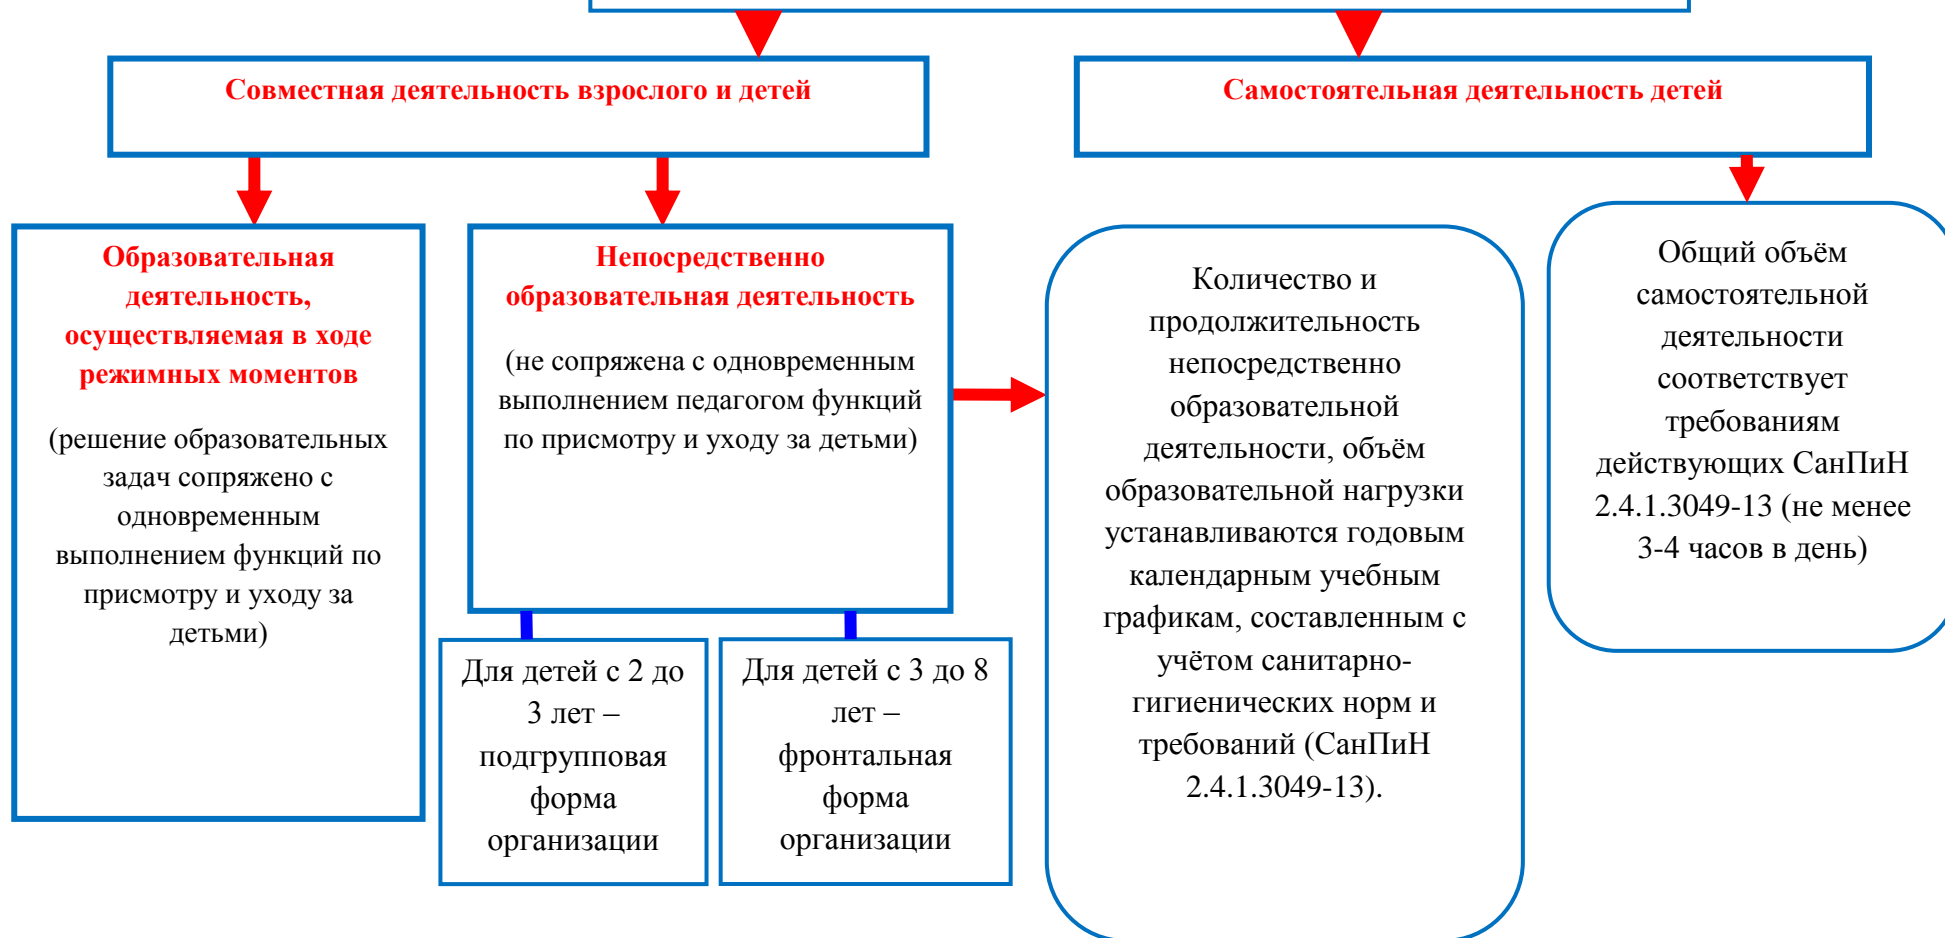 Совместная деятельность взрослого и детей
Самостоятельная деятельность детей
Образовательная
деятельность,
осуществляемая в ходе
режимных моментов
(решение образовательных
задач сопряжено с
одновременным
выполнением функций по
присмотру и уходу за
детьми)
Непосредственно
образовательная деятельность
(не сопряжена с одновременным
выполнением педагогом функций
по присмотру и уходу за детьми)
Для детей с 2 до
3 лет –
подгрупповая
форма
организации
Для детей с 3 до 8
лет –
фронтальная
форма
организации
Количество и
продолжительность
непосредственно
образовательной
деятельности, объём
образовательной нагрузки
устанавливаются годовым
календарным учебным
графикам, составленным с
учётом санитарно-
гигиенических норм и
требований (СанПиН
2.4.1.3049-13).
Общий объём
самостоятельной
деятельности
соответствует
требованиям
действующих СанПиН
2.4.1.3049-13 (не менее
3-4 часов в день)